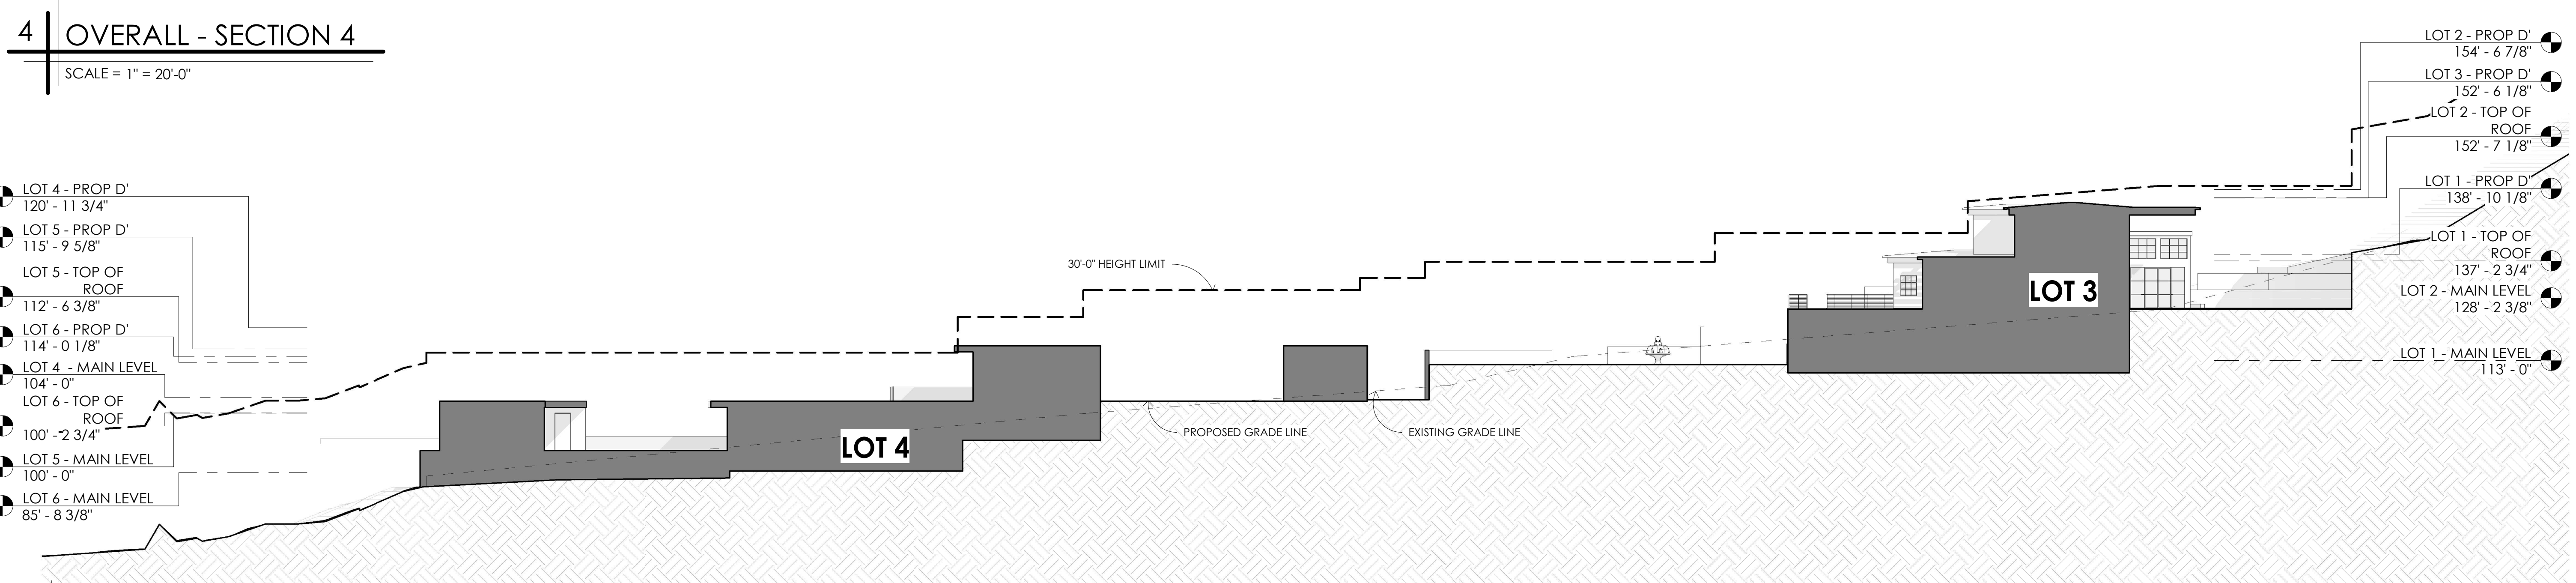 4
OVERALL - SECTION 4
SCALE = 1" = 20'-0"
LOT 4 - PROP D'
120' - 11 3/4"
LOT 5 - PROP D'
115' - 9 5/8"
LOT 5 - TOP OF
ROOF
112' - 6 3/8"
LOT 6 - PROP D'
114' - 0 1/8"
LOT 4 - MAIN LEVEL
104' - 0"
LOT 6 - TOP OF
ROOF
100' - 2 3/4"
LOT 5 - MAIN LEVEL
100' - 0"
LOT 6 - MAIN LEVEL
85' - 8 3/8"
30'-0" HEIGHT LIMIT
LOT 4
PROPOSED GRADE LINE
EXISTING GRADE LINE
LOT 3
LOT 2 - PROP D'
154' - 6 7/8"
LOT 3 - PROP D'
152' - 6 1/8"
LOT 2 - TOP OF
ROOF
152' - 7 1/8"
LOT 1 - PROP D'
138' - 10 1/8"
LOT 1 - TOP OF
ROOF
137' - 2 3/4"
LOT 2 - MAIN LEVEL
128' - 2 3/8"
LOT 1 - MAIN LEVEL
113' - 0"